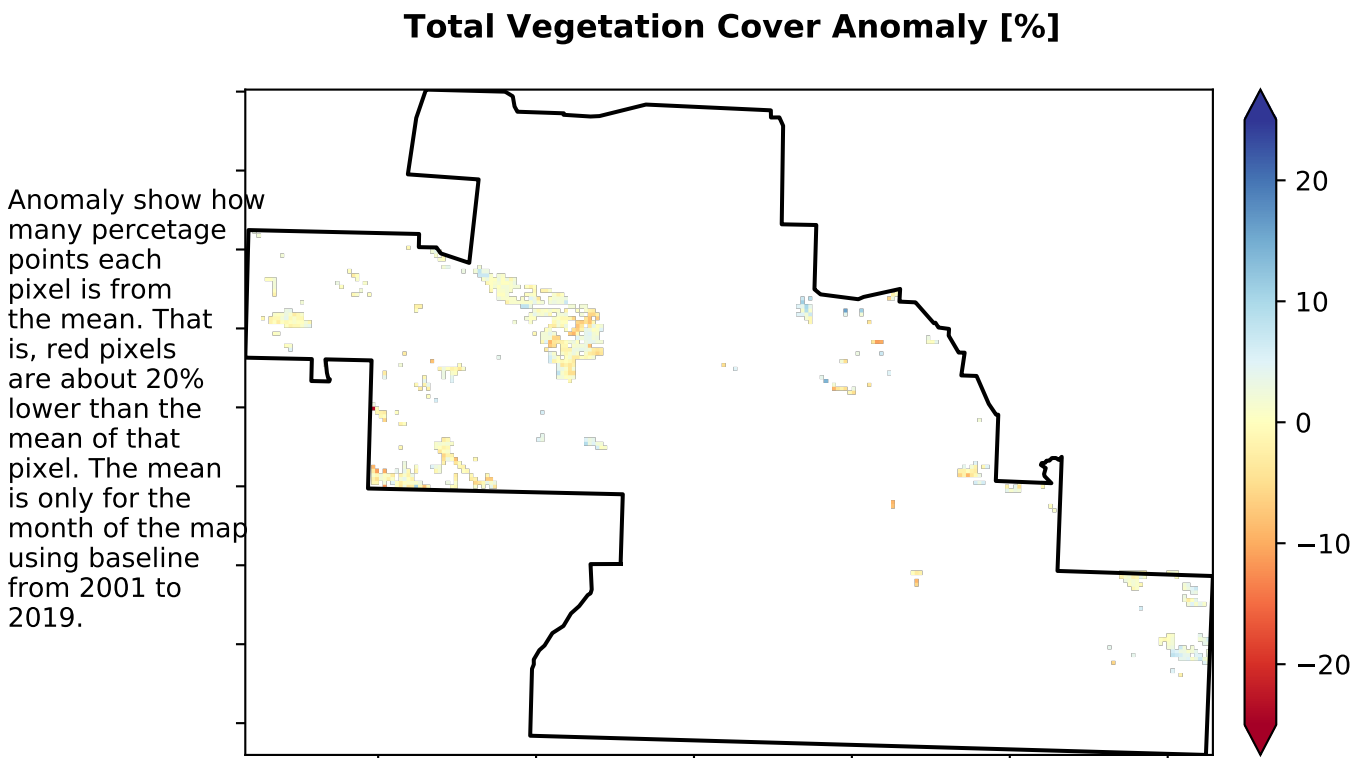 Total Vegetation Cover Anomaly [%]
Anomaly show how
many percetage
points each
pixel is from
the mean. That
is, red pixels
are about 20%
lower than the
mean of that
pixel. The mean
is only for the
month of the map
using baseline
from 2001 to
2019.
20
10
0
−10
−20